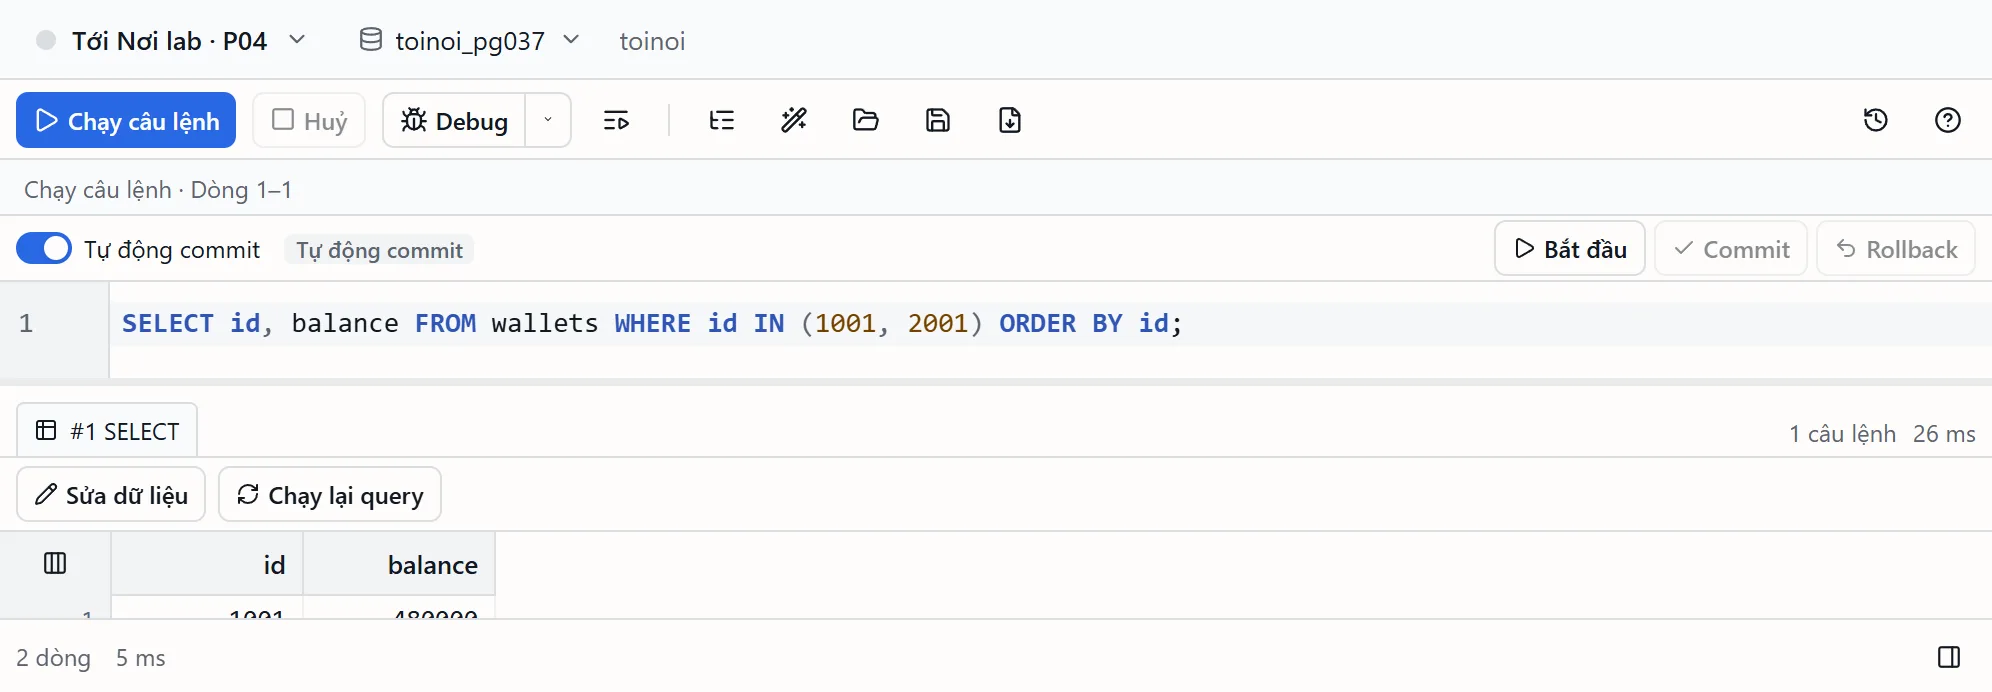 Tới Nơi lab · P04 toinoi_pg037 toinoi
Chạy câu lệnh Huỷ Debug
Chạy câu lệnh · Dòng 1–1
Tự động commit Tự động commit Bắt đầu Commit Rollback
1 SELECT id, balance FROM wallets WHERE id IN (1001, 2001) ORDER BY id;
#1 SELECT 1 câu lệnh 26 ms
Sửa dữ liệu Chạy lại query
id balance
1 1001 480000
2 dòng 5 ms